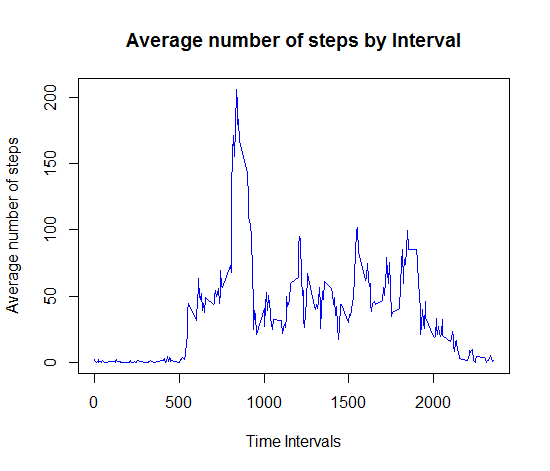 Average number of steps by Interval
Average number of steps
200
150
100
50
0
0 500 1000 1500 2000
Time Intervals